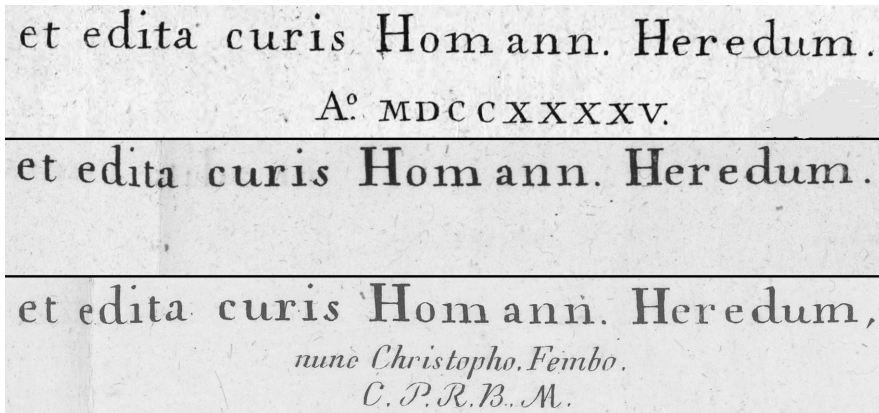 et edita curis Homann. Heredum.
Aº. MDCCXXXXV.
et edita curis Homann. Heredum.
et edita curis Homann. Heredum,
nunc Christopho. Fembo.
C. P. R. B. M.